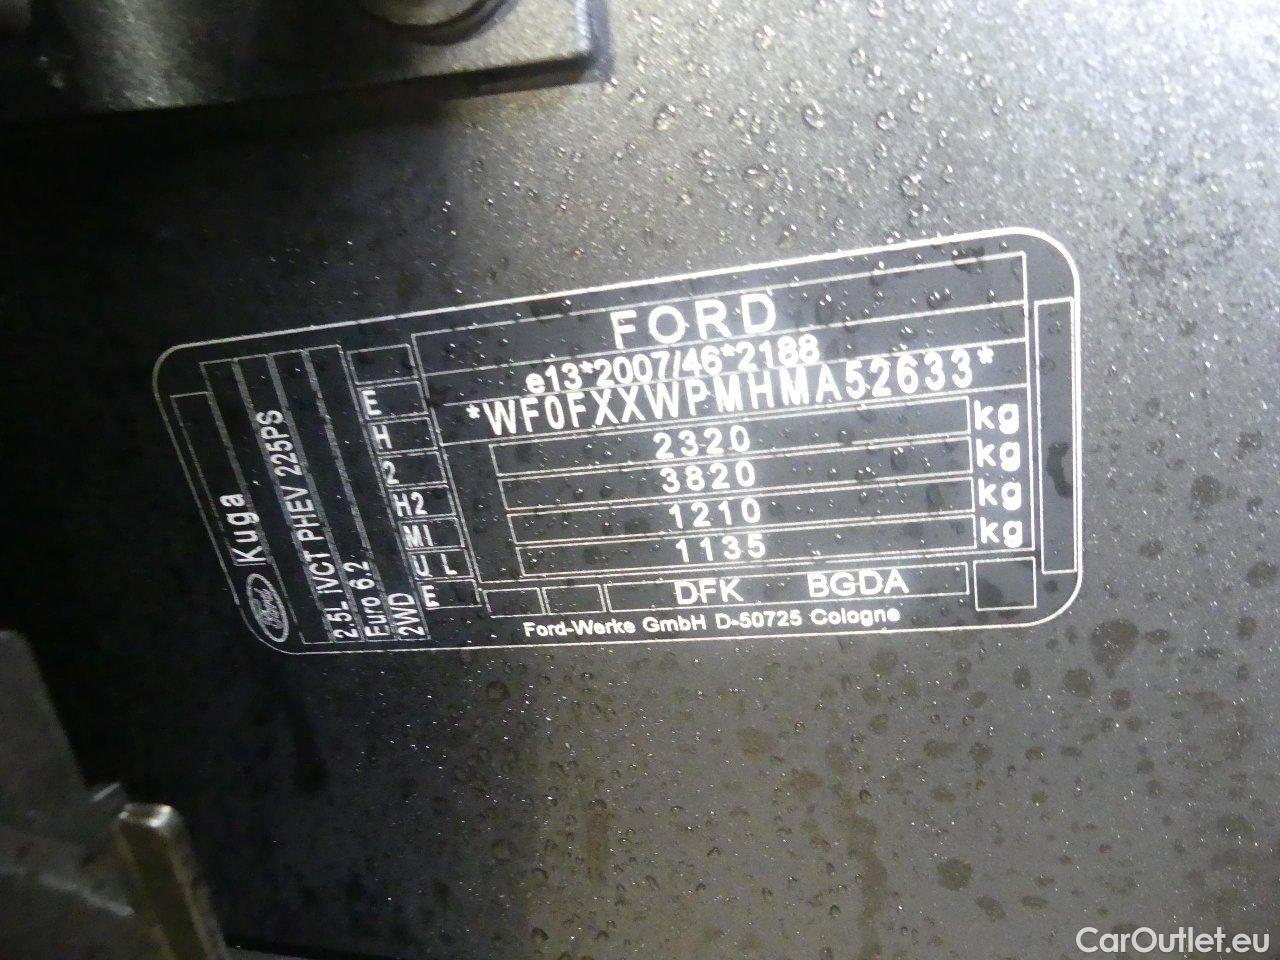 FORD
e13*2007/46*2188
*WF0FXXWPMHMA52633*
2320 kg
3820 kg
1210 kg
1135 kg
DFK BGDA
Ford-Werke GmbH D-50725 Cologne
Ford Kuga
2.5L iVCT PHEV 225PS
Euro 6.2
2WD
E
H
2
H2
MI
U L
E
CarOutlet.eu